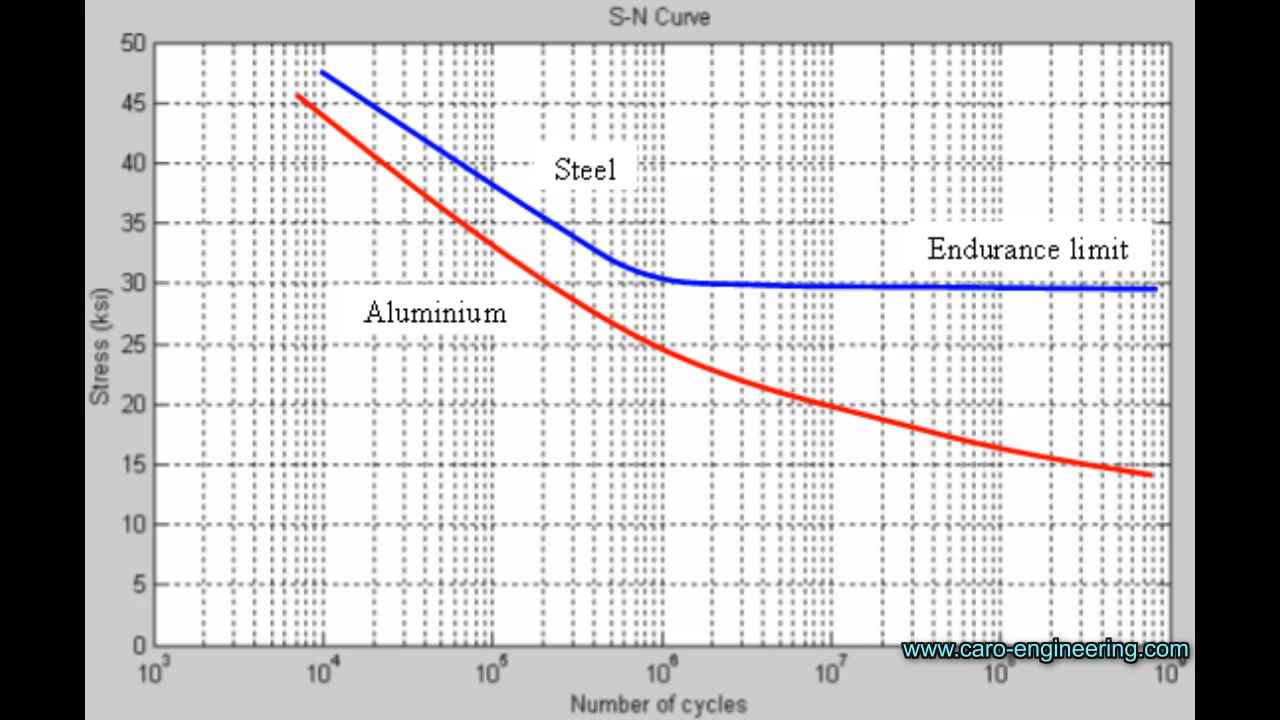 S-N Curve
50
45
40
35
30
25
20
15
10
5
0
Stress (ksi)
Steel
Endurance limit
Aluminium
10^3
10^4
10^5
10^6
10^7
10^8
Number of cycles
www.caro-engineering.com